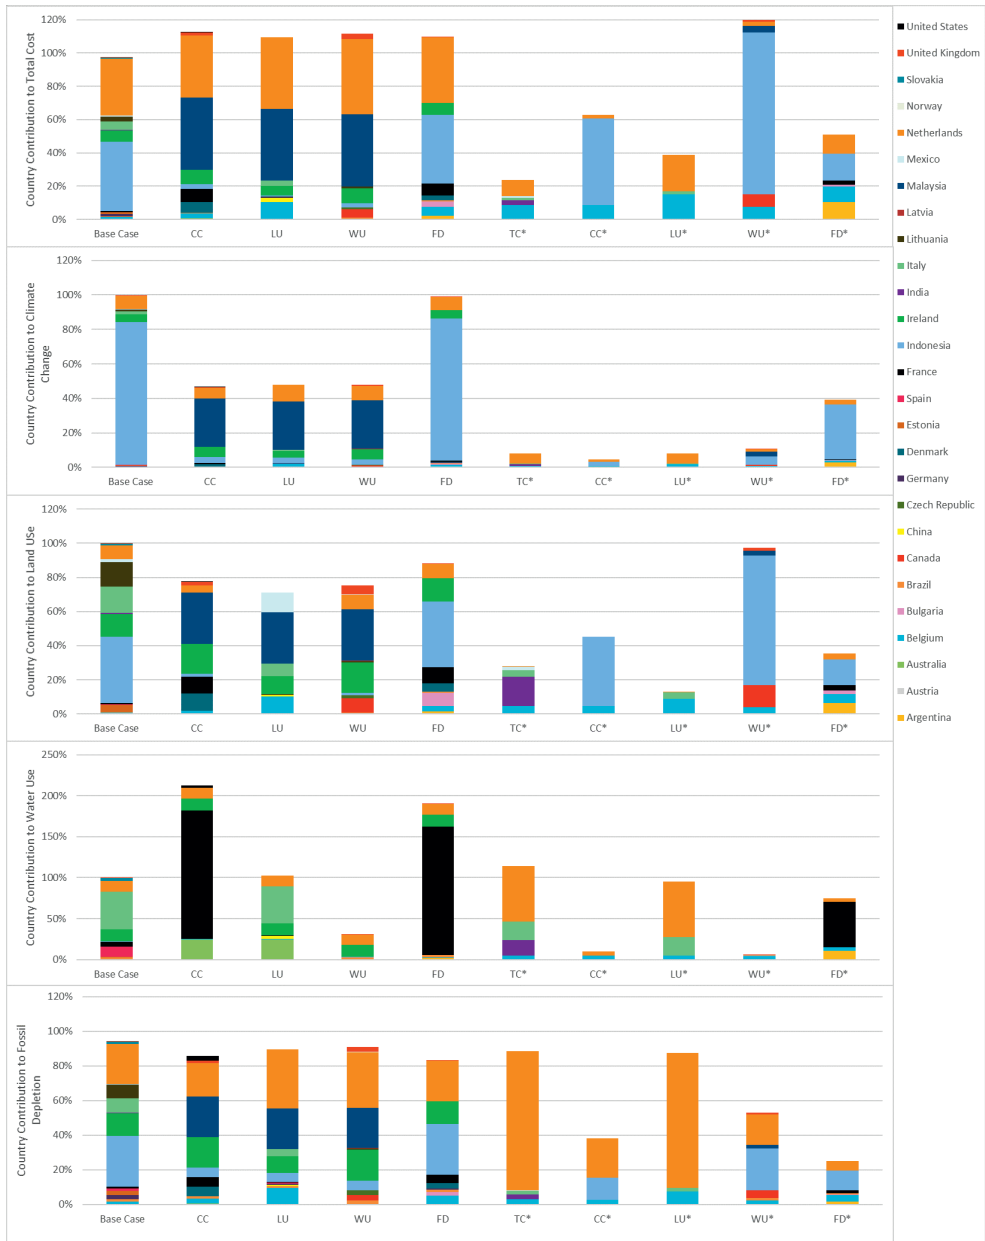 Country Contribution to Total Cost
120%
100%
80%
60%
40%
20%
0%
Base Case CC LU WU FD TC* CC* LU* WU* FD*
Country Contribution to Climate
Change
120%
100%
80%
60%
40%
20%
0%
Base Case CC LU WU FD TC* CC* LU* WU* FD*
Country Contribution to Land USe
120%
100%
80%
60%
40%
20%
0%
Base Case CC LU WU FD TC* CC* LU* WU* FD*
Country Contribution to Water Use
250%
200%
150%
100%
50%
0%
Base Case CC LU WU FD TC* CC* LU* WU* FD*
Country Contribution to Fossil
Depletion
120%
100%
80%
60%
40%
20%
0%
Base Case CC LU WU FD TC* CC* LU* WU* FD*
United States
United Kingdom
Slovakia
Norway
Netherlands
Mexico
Malaysia
Latvia
Lithuania
Italy
India
Ireland
Indonesia
France
Spain
Estonia
Denmark
Germany
Czech Republic
China
Canada
Brazil
Bulgaria
Belgium
Australia
Austria
Argentina